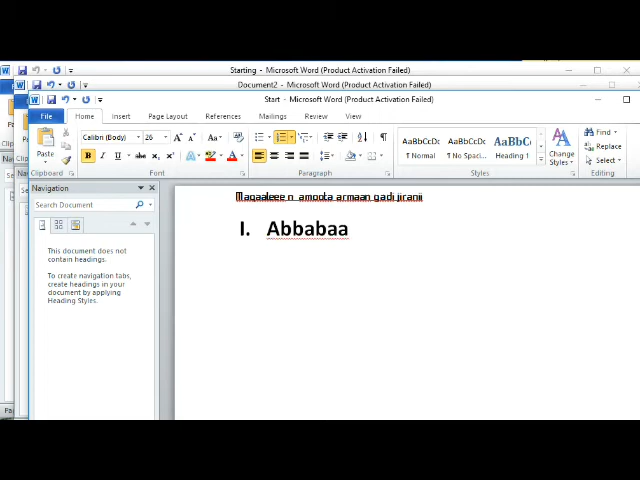 Starting - Microsoft Word (Product Activation Failed)
Document2 - Microsoft Word (Product Activation Failed)
Start - Microsoft Word (Product Activation Failed)
File Home Insert Page Layout References Mailings Review View
Paste
Calibri (Body) 26
AaBbCcDc AaBbCcDc AaBbC(
¶ Normal ¶ No Spaci... Heading 1
Change Styles
Find
Replace
Select
Clipboard Font Paragraph Styles Editing
Navigation
Search Document
This document does not
contain headings.
To create navigation tabs,
create headings in your
document by applying
Heading Styles.
Maqaaleee n amoota armaan gadi jiranii
I. Abbabaa